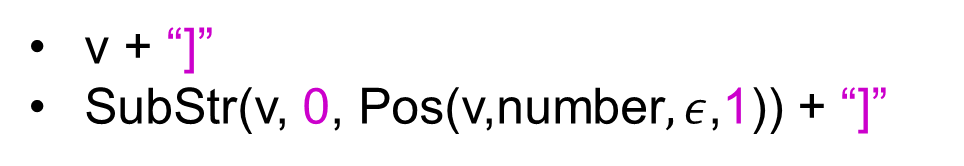 • v + “]”
• SubStr(v, 0, Pos(v,number,ϵ,1)) + “]”